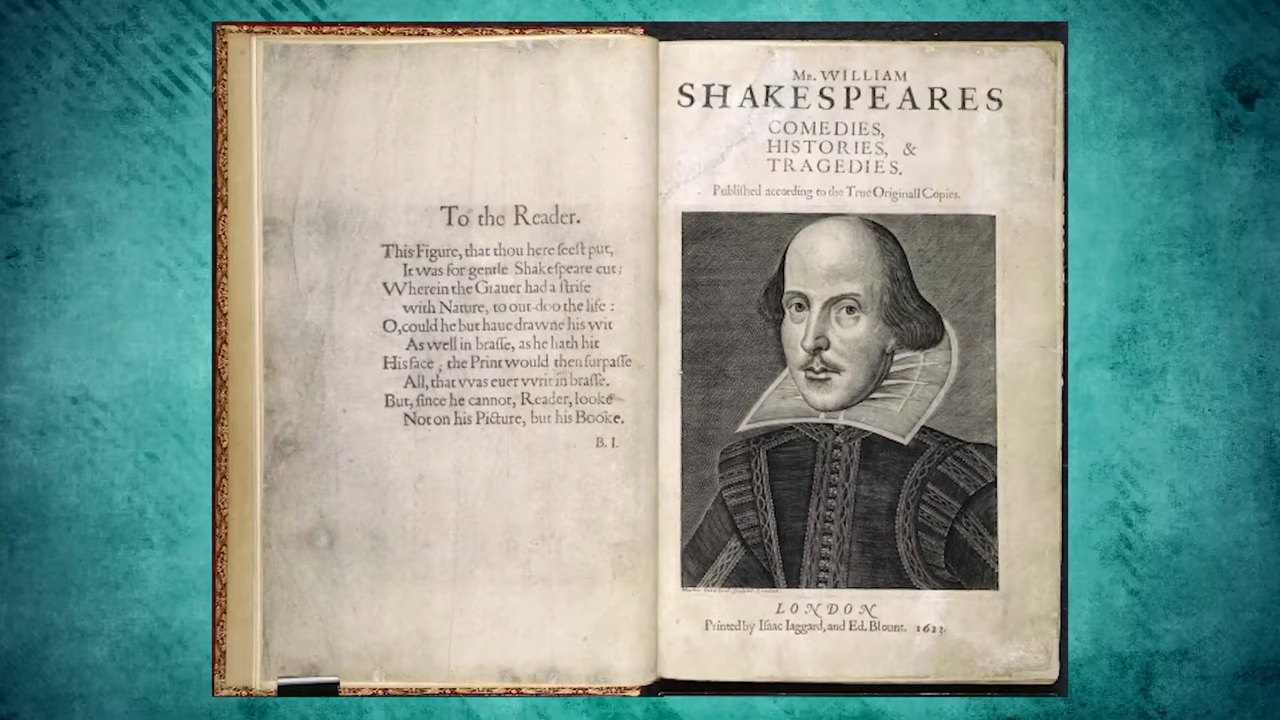 To the Reader.
This Figure, that thou here ſeeſt put,
It was for gentle Shakeſpeare cut;
Wherein the Grauer had a ſtrife
with Nature, to out-doo the life :
O, could he but haue dravvne his wit
As well in braſſe, as he hath hit
His face ; the Print would then ſurpaſſe
All, that vvas euer vvrit in braſſe.
But, ſince he cannot, Reader, looke
Not on his Picture, but his Booke.
B. I.
Mr. WILLIAM
SHAKESPEARES
COMEDIES,
HISTORIES, &
TRAGEDIES.
Publiſhed according to the True Originall Copies.
LONDON
Printed by Iſaac Iaggard, and Ed. Blount. 1623.